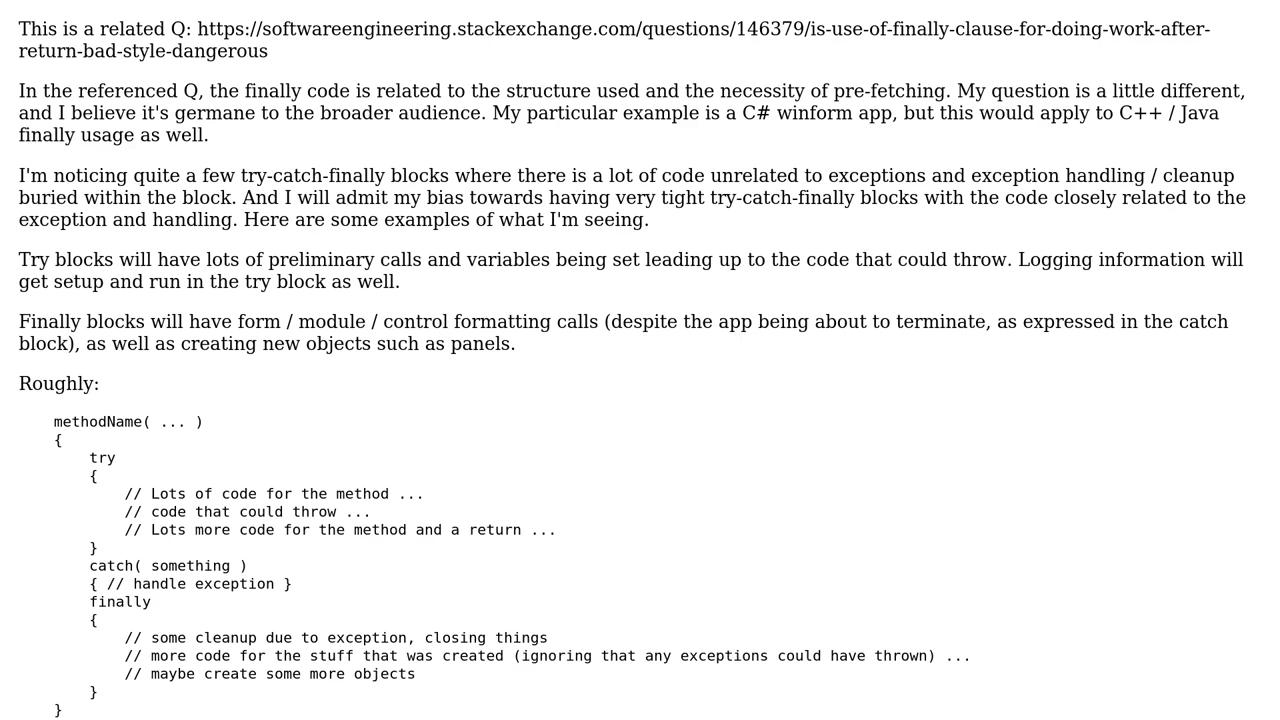 This is a related Q: https://softwareengineering.stackexchange.com/questions/146379/is-use-of-finally-clause-for-doing-work-after-
return-bad-style-dangerous
In the referenced Q, the finally code is related to the structure used and the necessity of pre-fetching. My question is a little different,
and I believe it's germane to the broader audience. My particular example is a C# winform app, but this would apply to C++ / Java
finally usage as well.
I'm noticing quite a few try-catch-finally blocks where there is a lot of code unrelated to exceptions and exception handling / cleanup
buried within the block. And I will admit my bias towards having very tight try-catch-finally blocks with the code closely related to the
exception and handling. Here are some examples of what I'm seeing.
Try blocks will have lots of preliminary calls and variables being set leading up to the code that could throw. Logging information will
get setup and run in the try block as well.
Finally blocks will have form / module / control formatting calls (despite the app being about to terminate, as expressed in the catch
block), as well as creating new objects such as panels.
Roughly:
methodName( ... )
{
    try
    {
        // Lots of code for the method ...
        // code that could throw ...
        // Lots more code for the method and a return ...
    }
    catch( something )
    { // handle exception }
    finally
    {
        // some cleanup due to exception, closing things
        // more code for the stuff that was created (ignoring that any exceptions could have thrown) ...
        // maybe create some more objects
    }
}